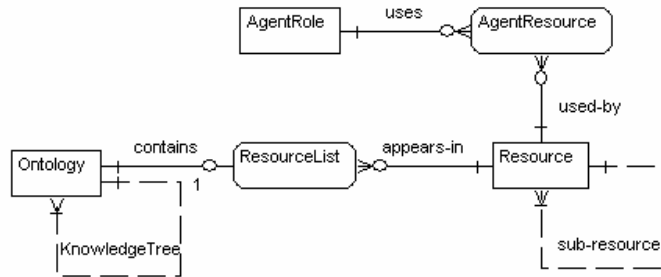 uses
AgentRole
AgentResource
used-by
contains
appears-in
Ontology
ResourceList
Resource
1
KnowledgeTree
sub-resource